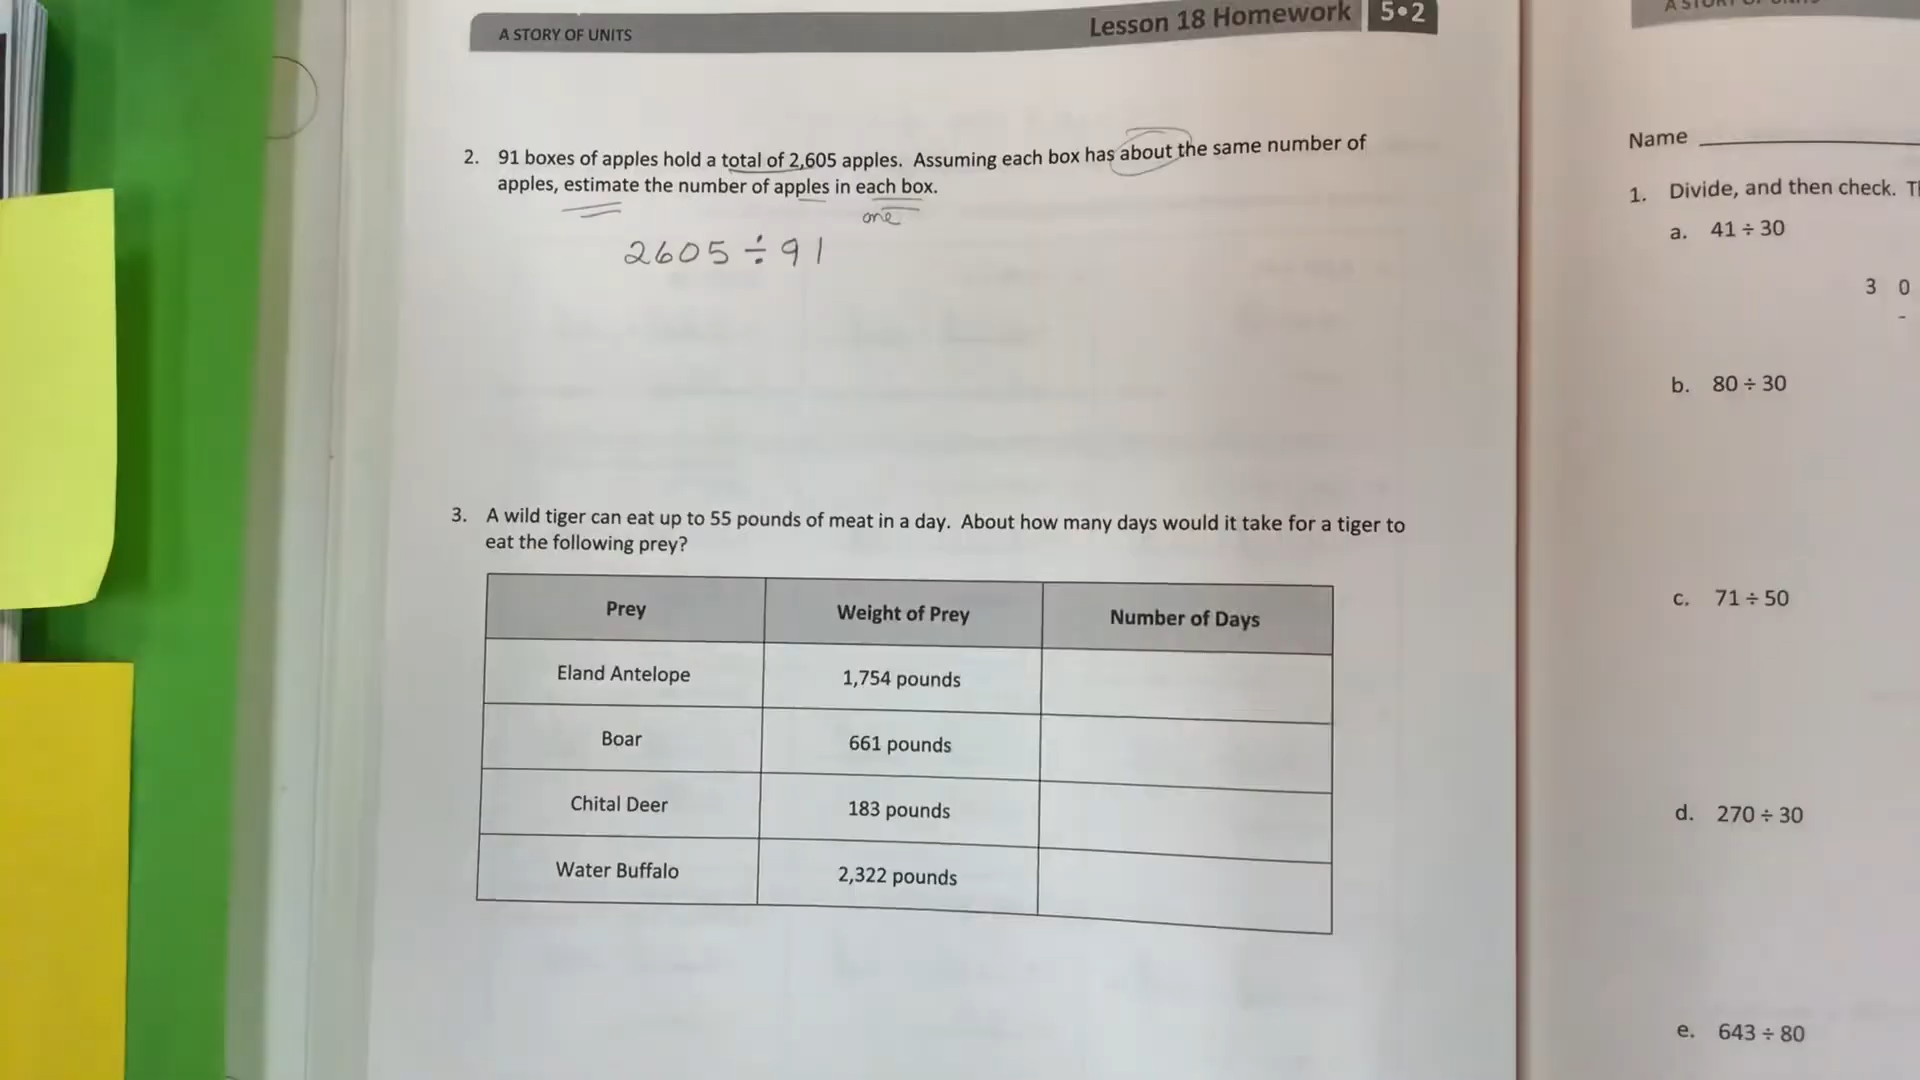 A STORY OF UNITS
Lesson 18 Homework 5•2
2. 91 boxes of apples hold a total of 2,605 apples. Assuming each box has about the same number of
apples, estimate the number of apples in each box.
one
2605 ÷ 91
3. A wild tiger can eat up to 55 pounds of meat in a day. About how many days would it take for a tiger to
eat the following prey?
Prey Weight of Prey Number of Days
Eland Antelope 1,754 pounds
Boar 661 pounds
Chital Deer 183 pounds
Water Buffalo 2,322 pounds
A STORY OF
Name
1. Divide, and then check.
a. 41 ÷ 30
3 0
-
b. 80 ÷ 30
c. 71 ÷ 50
d. 270 ÷ 30
e. 643 ÷ 80